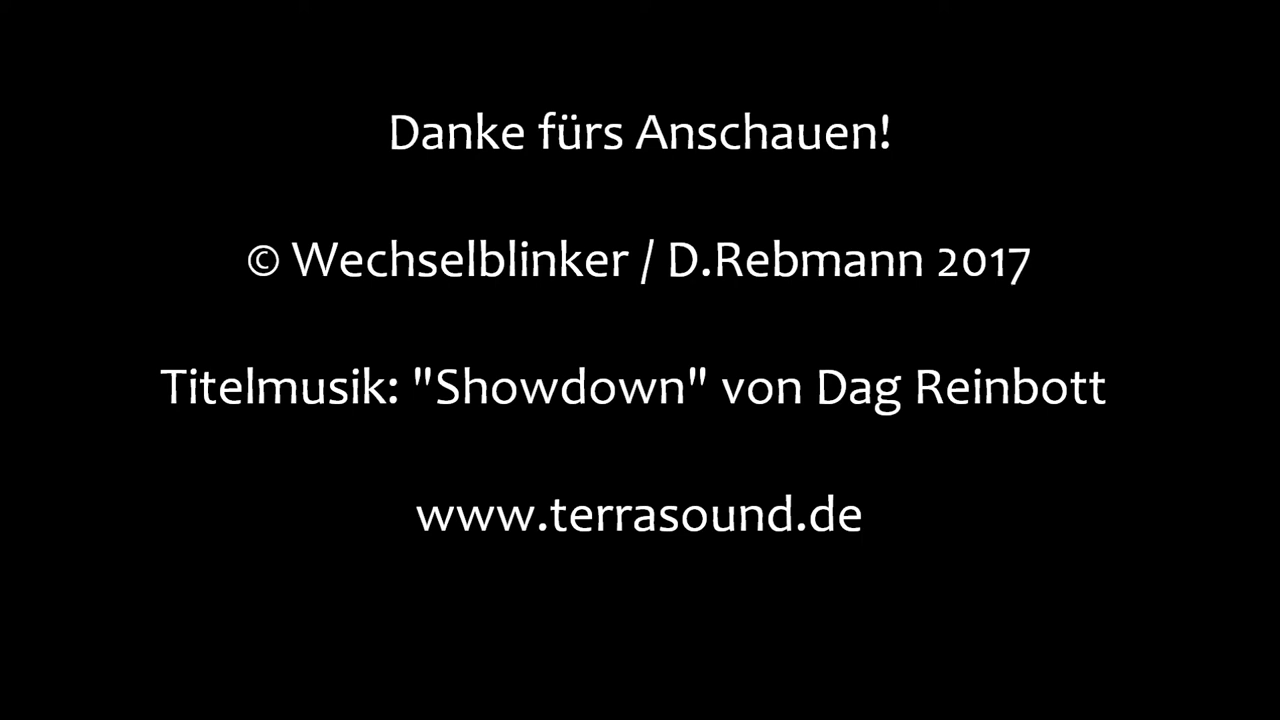 Danke fürs Anschauen!
© Wechselblinker / D.Rebmann 2017
Titelmusik: "Showdown" von Dag Reinbott
www.terrasound.de